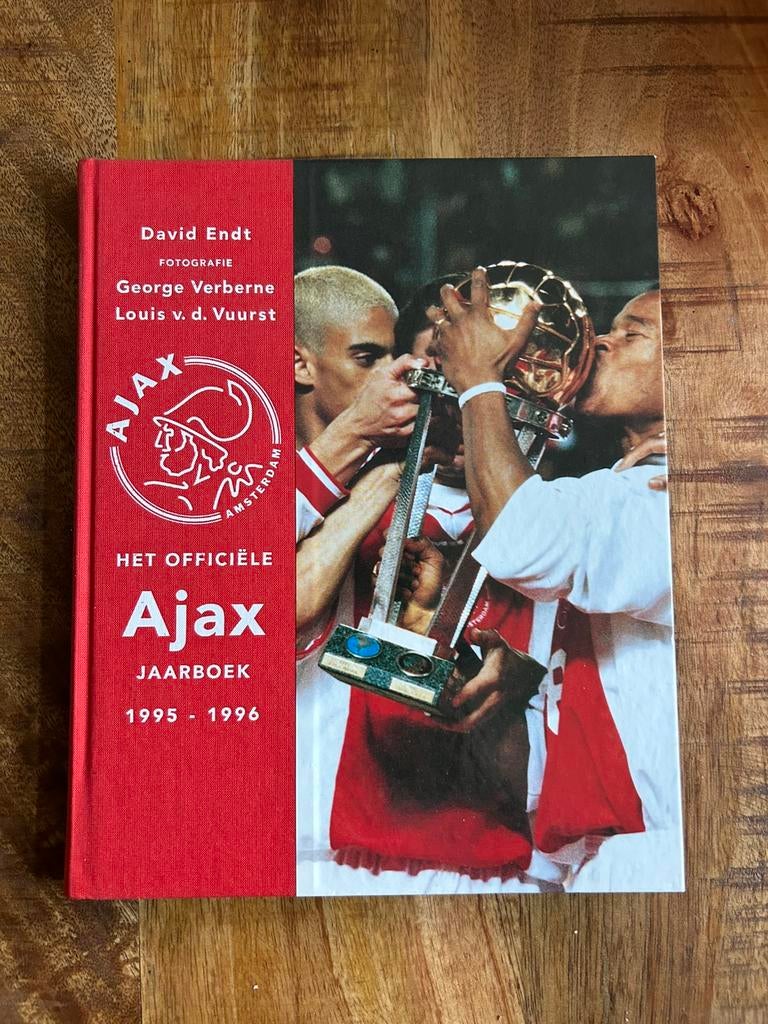 David Endt
FOTOGRAFIE
George Verberne
Louis v. d. Vuurst
AJAX
AMSTERDAM
HET OFFICIËLE
Ajax
JAARBOEK
1995 - 1996